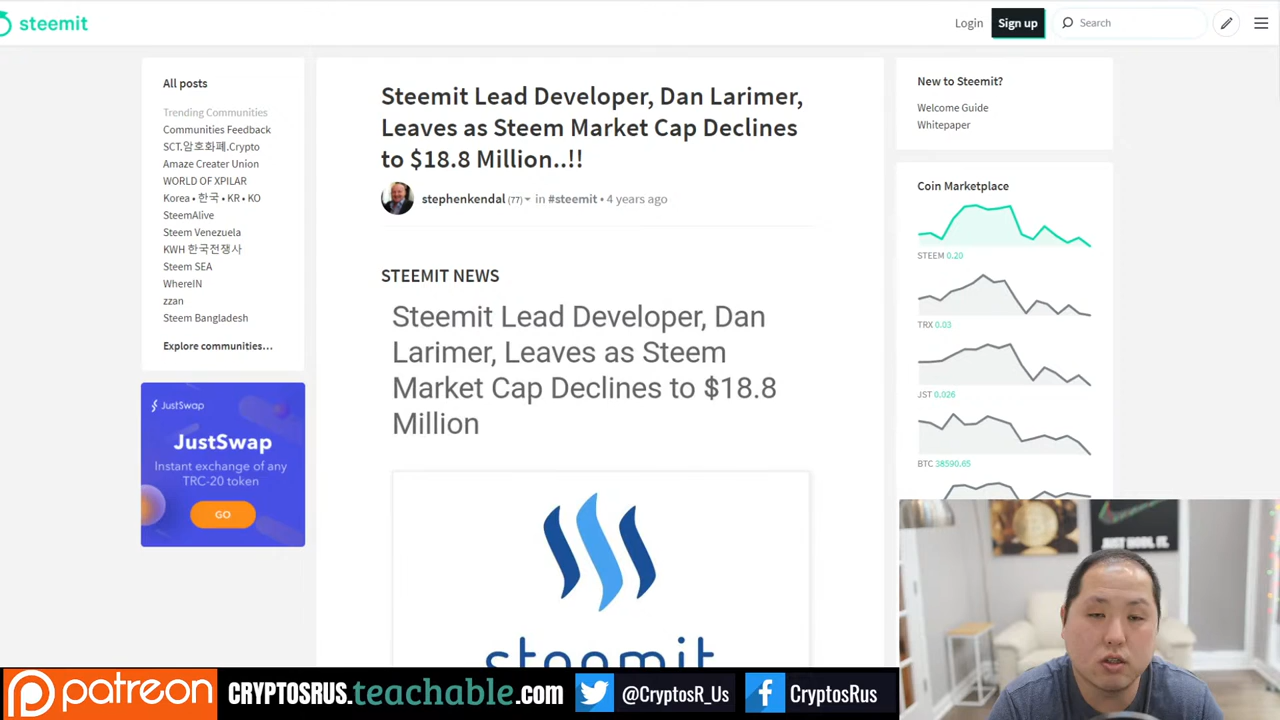 steemit
Login
Sign up
Search
All posts
Trending Communities
Communities Feedback
SCT.암호화폐.Crypto
Amaze Creater Union
WORLD OF XPILAR
Korea • 한국 • KR • KO
SteemAlive
Steem Venezuela
KWH 한국전쟁사
Steem SEA
WhereIN
zzan
Steem Bangladesh
Explore communities...
JustSwap
JustSwap
Instant exchange of any
TRC-20 token
GO
Steemit Lead Developer, Dan Larimer,
Leaves as Steem Market Cap Declines
to $18.8 Million..!!
stephenkendal (77) in #steemit • 4 years ago
STEEMIT NEWS
Steemit Lead Developer, Dan
Larimer, Leaves as Steem
Market Cap Declines to $18.8
Million
steemit
New to Steemit?
Welcome Guide
Whitepaper
Coin Marketplace
STEEM 0.20
TRX 0.03
JST 0.026
BTC 38590.65
JUST HODL IT.
patreon
CRYPTOSRUS.teachable.com
@CryptosR_Us
CryptosRus